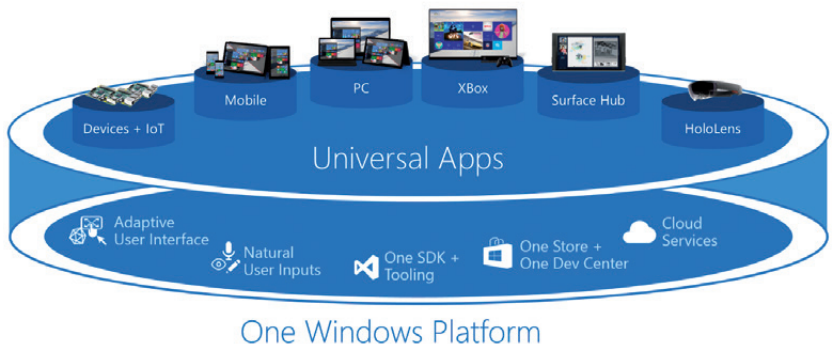 Devices + IoT
Mobile
PC
XBox
Surface Hub
HoloLens
Universal Apps
Adaptive
User Interface
Natural
User Inputs
One SDK +
Tooling
One Store +
One Dev Center
Cloud
Services
One Windows Platform